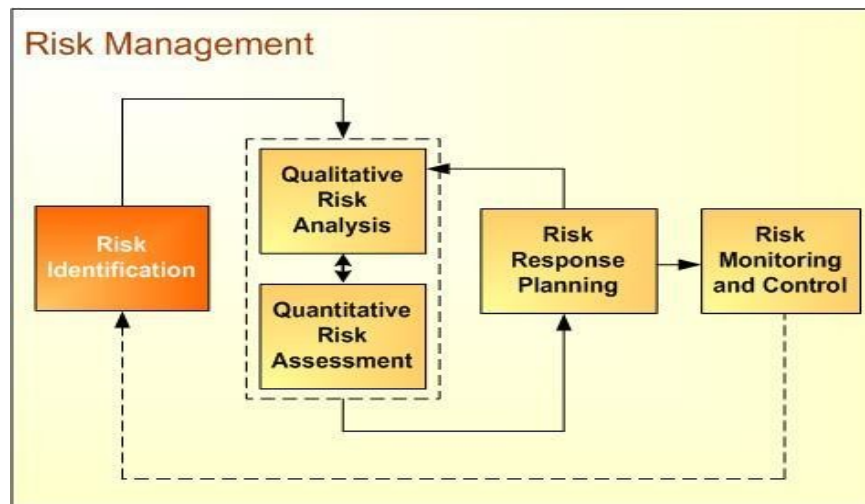 Risk Management
Qualitative
Risk
Analysis
Risk
Identification
Quantitative
Risk
Assessment
Risk
Response
Planning
Risk
Monitoring
and Control